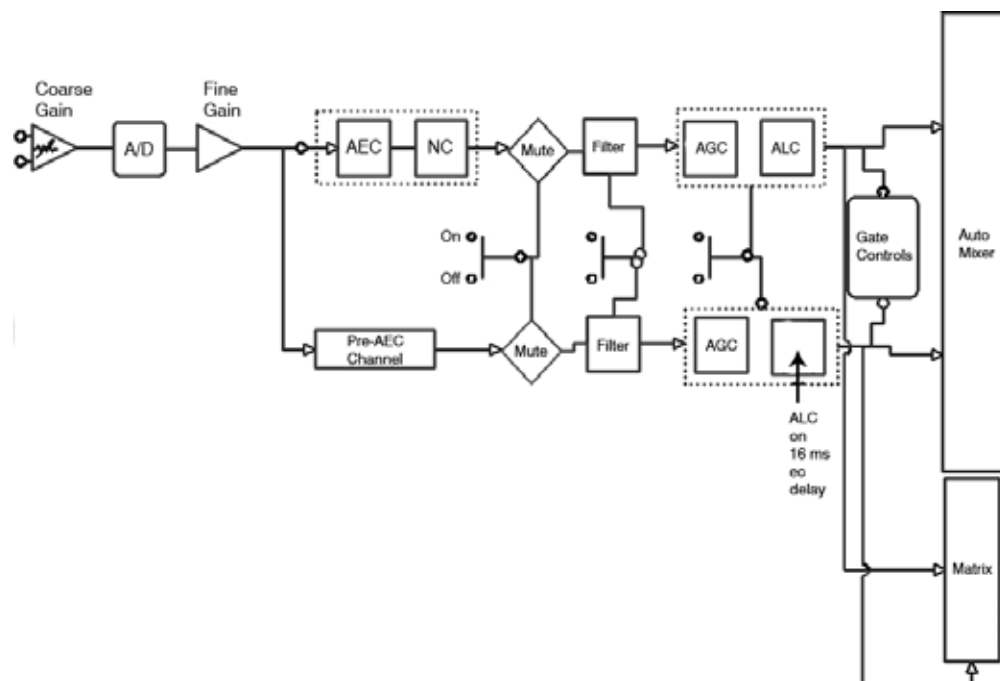 Coarse
Gain
A/D
Fine
Gain
AEC
NC
Mute
Filter
AGC
ALC
Gate
Controls
Auto
Mixer
On
Off
Pre-AEC
Channel
Mute
Filter
AGC
ALC
on
16 ms
eo
delay
Matrix